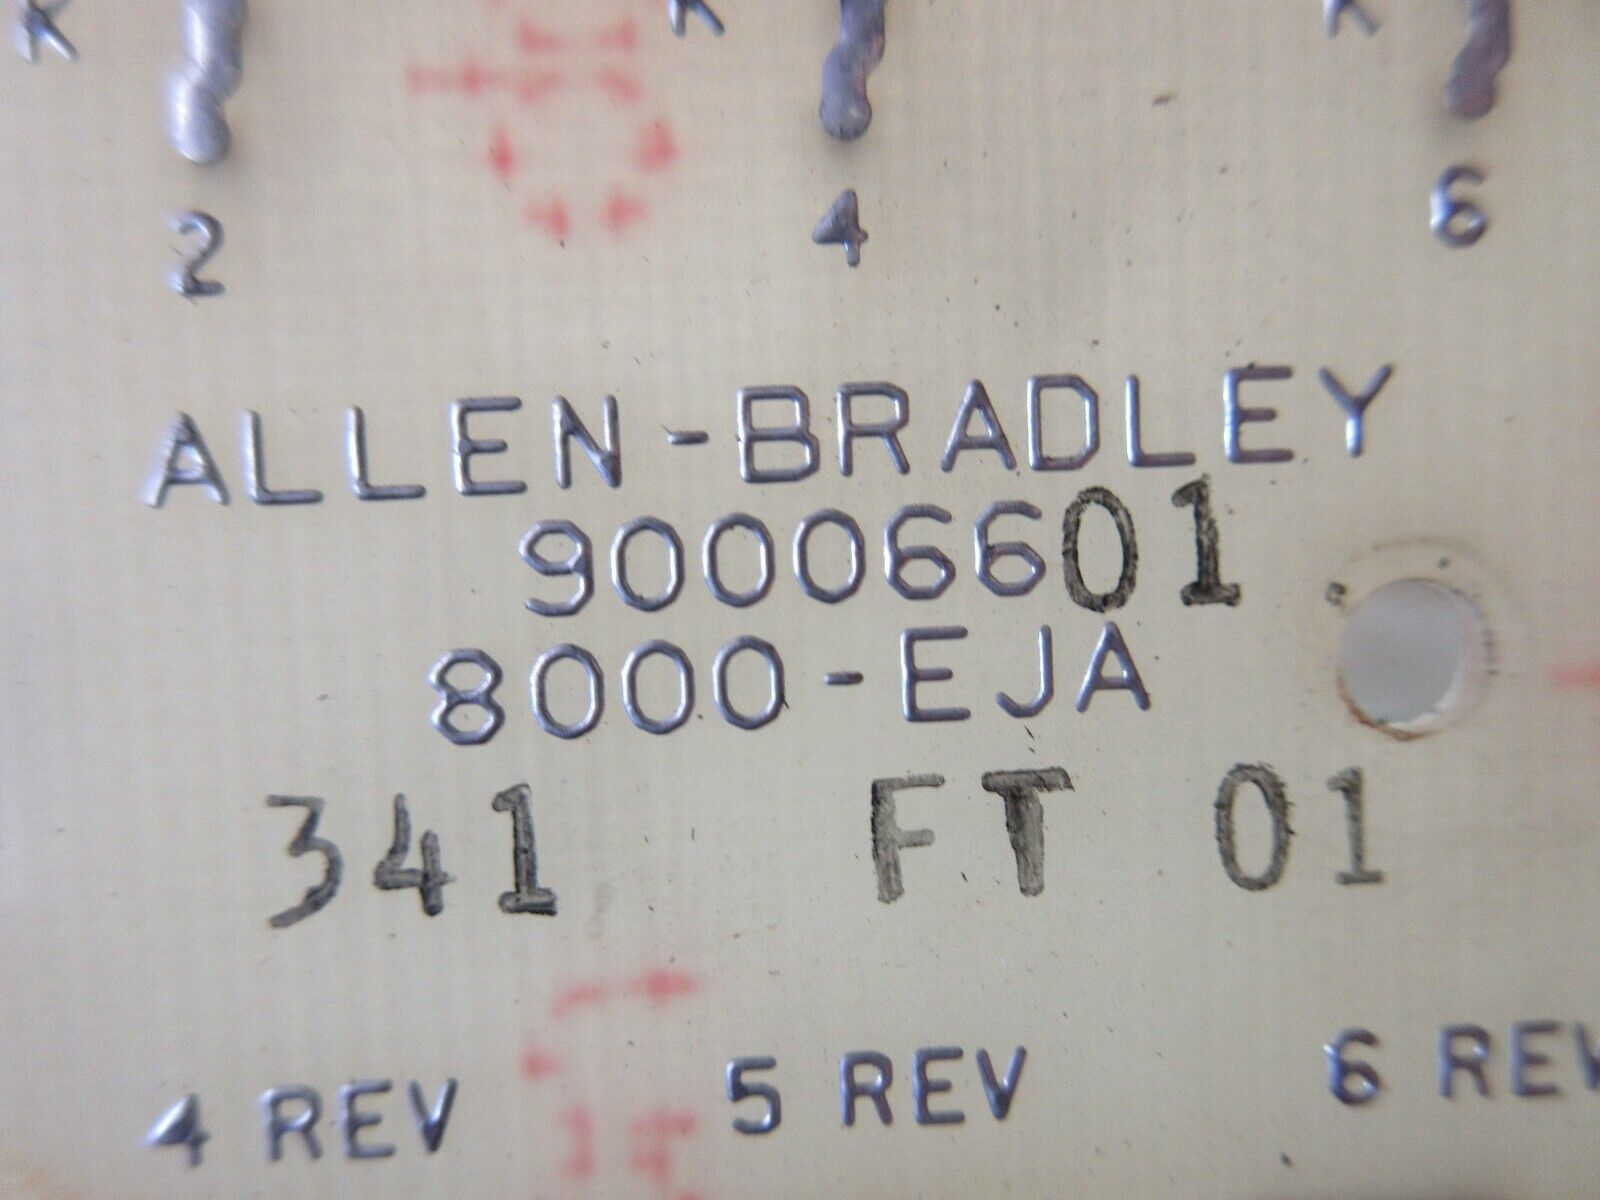 K K K
2 4 6
ALLEN-BRADLEY
90006601
8000-EJA
341 FT 01
4 REV 5 REV 6 REV